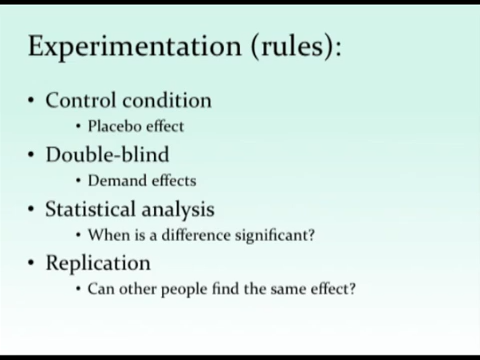 Experimentation (rules):
• Control condition
• Placebo effect
• Double-blind
• Demand effects
• Statistical analysis
• When is a difference significant?
• Replication
• Can other people find the same effect?